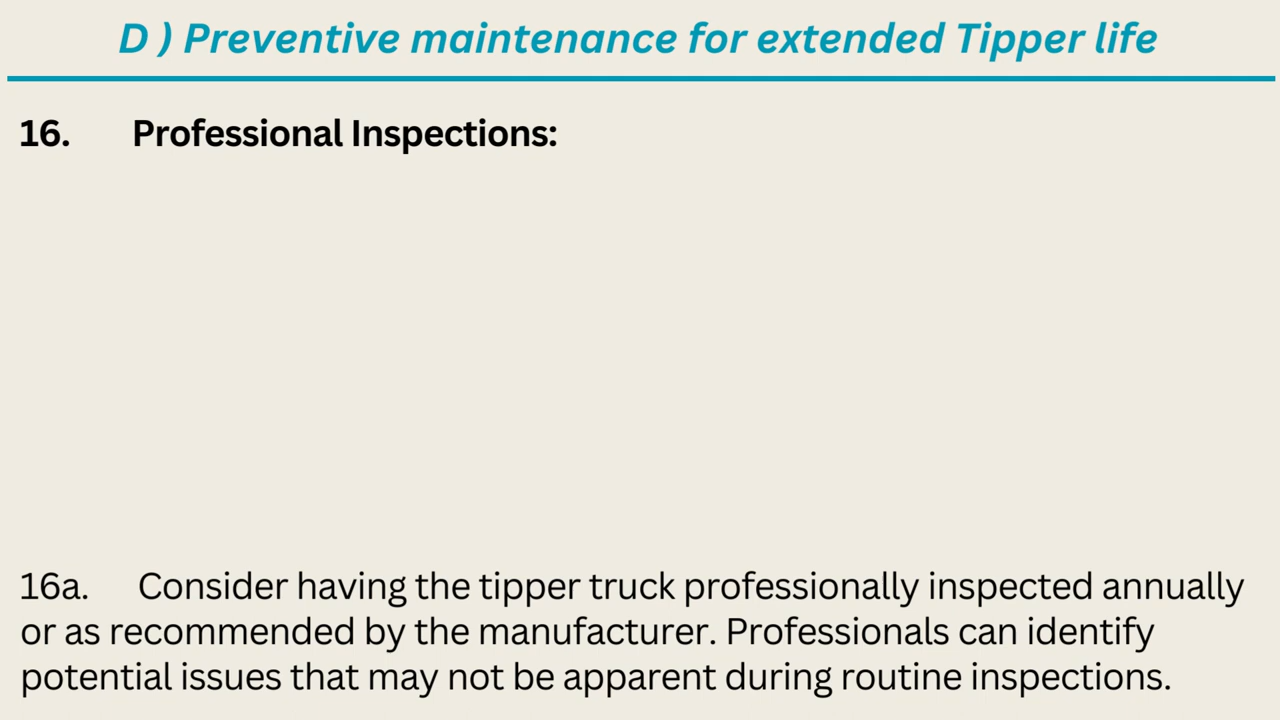 D ) Preventive maintenance for extended Tipper life
16. Professional Inspections:
16a. Consider having the tipper truck professionally inspected annually
or as recommended by the manufacturer. Professionals can identify
potential issues that may not be apparent during routine inspections.